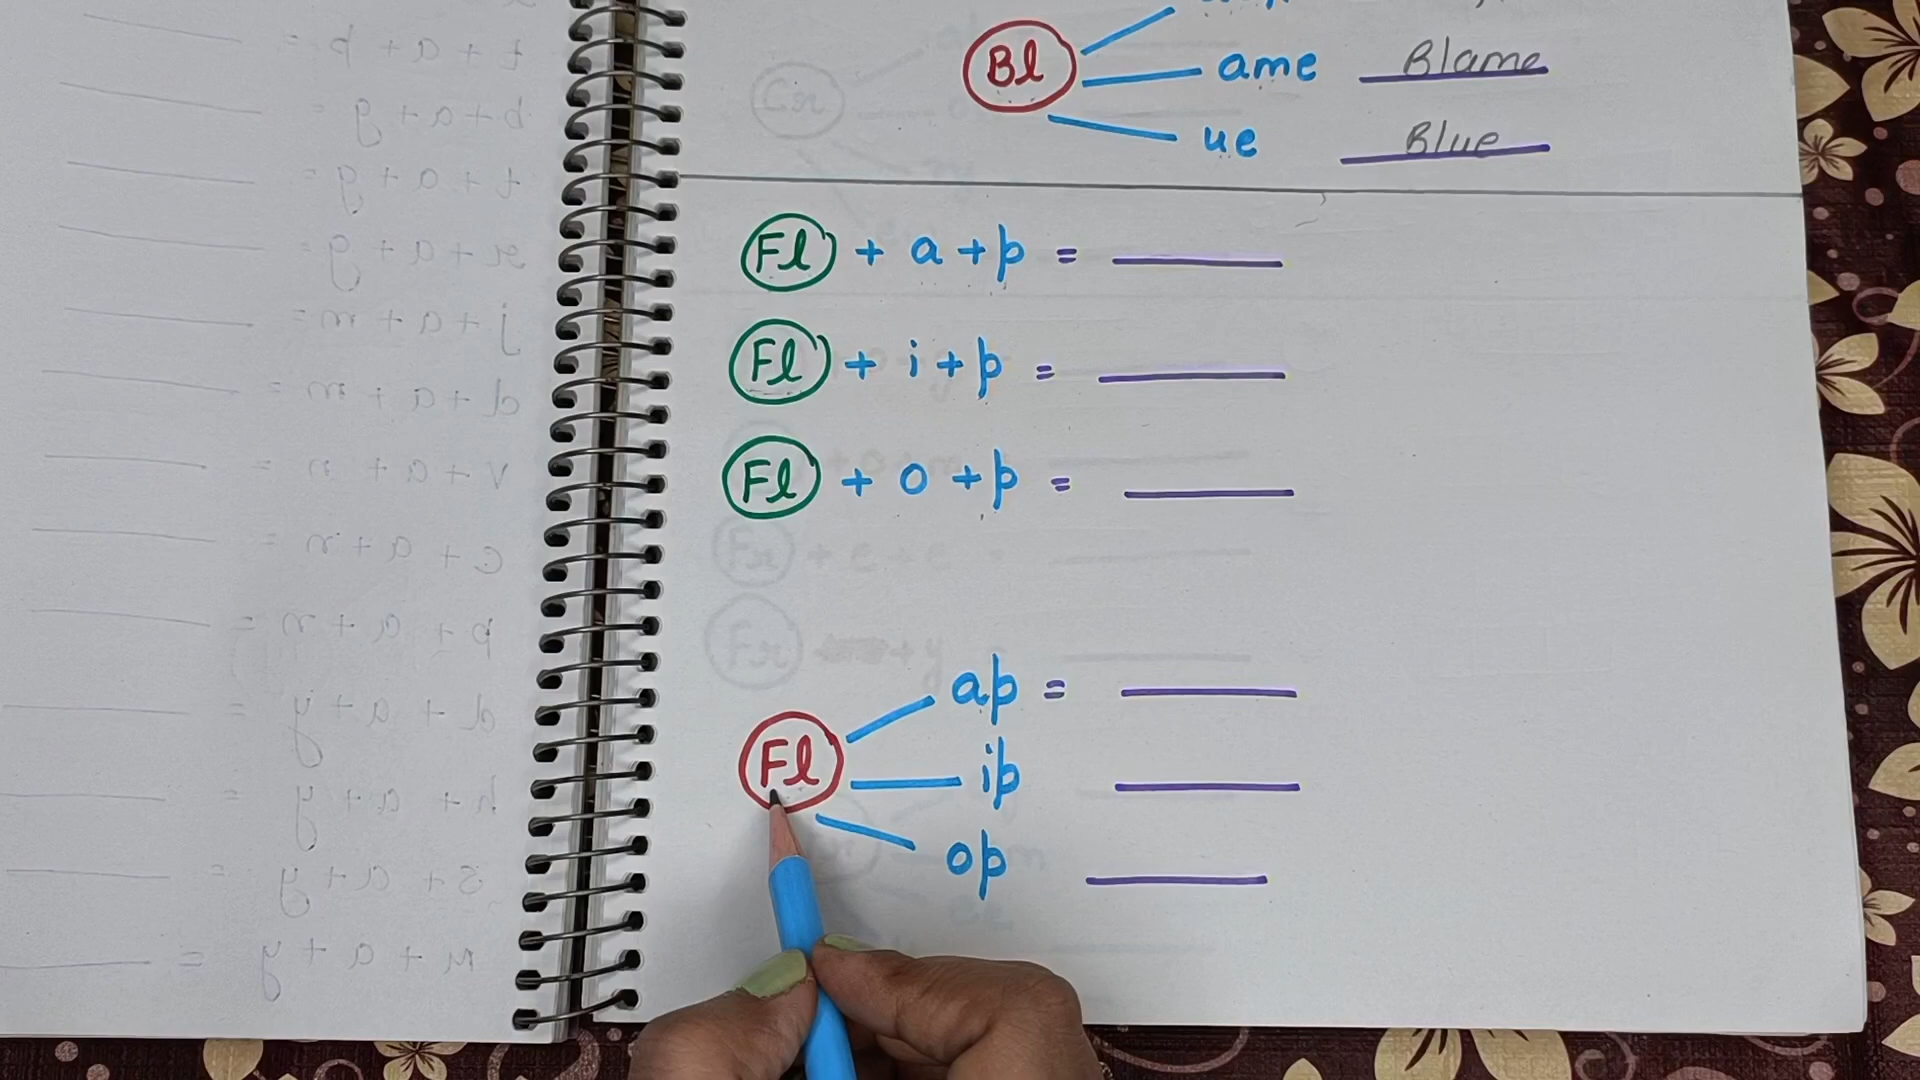 Bl ame Blame
ue Blue
Fl + a + p = 
Fl + i + p = 
Fl + o + p = 
Fl ap = 
ip
op
t + a + p =
b + a + g =
t + a + g =
r + a + g =
j + a + m =
d + a + m =
v + a + n =
c + a + n =
p + a + n =
d + a + y =
h + a + y =
s + a + y =